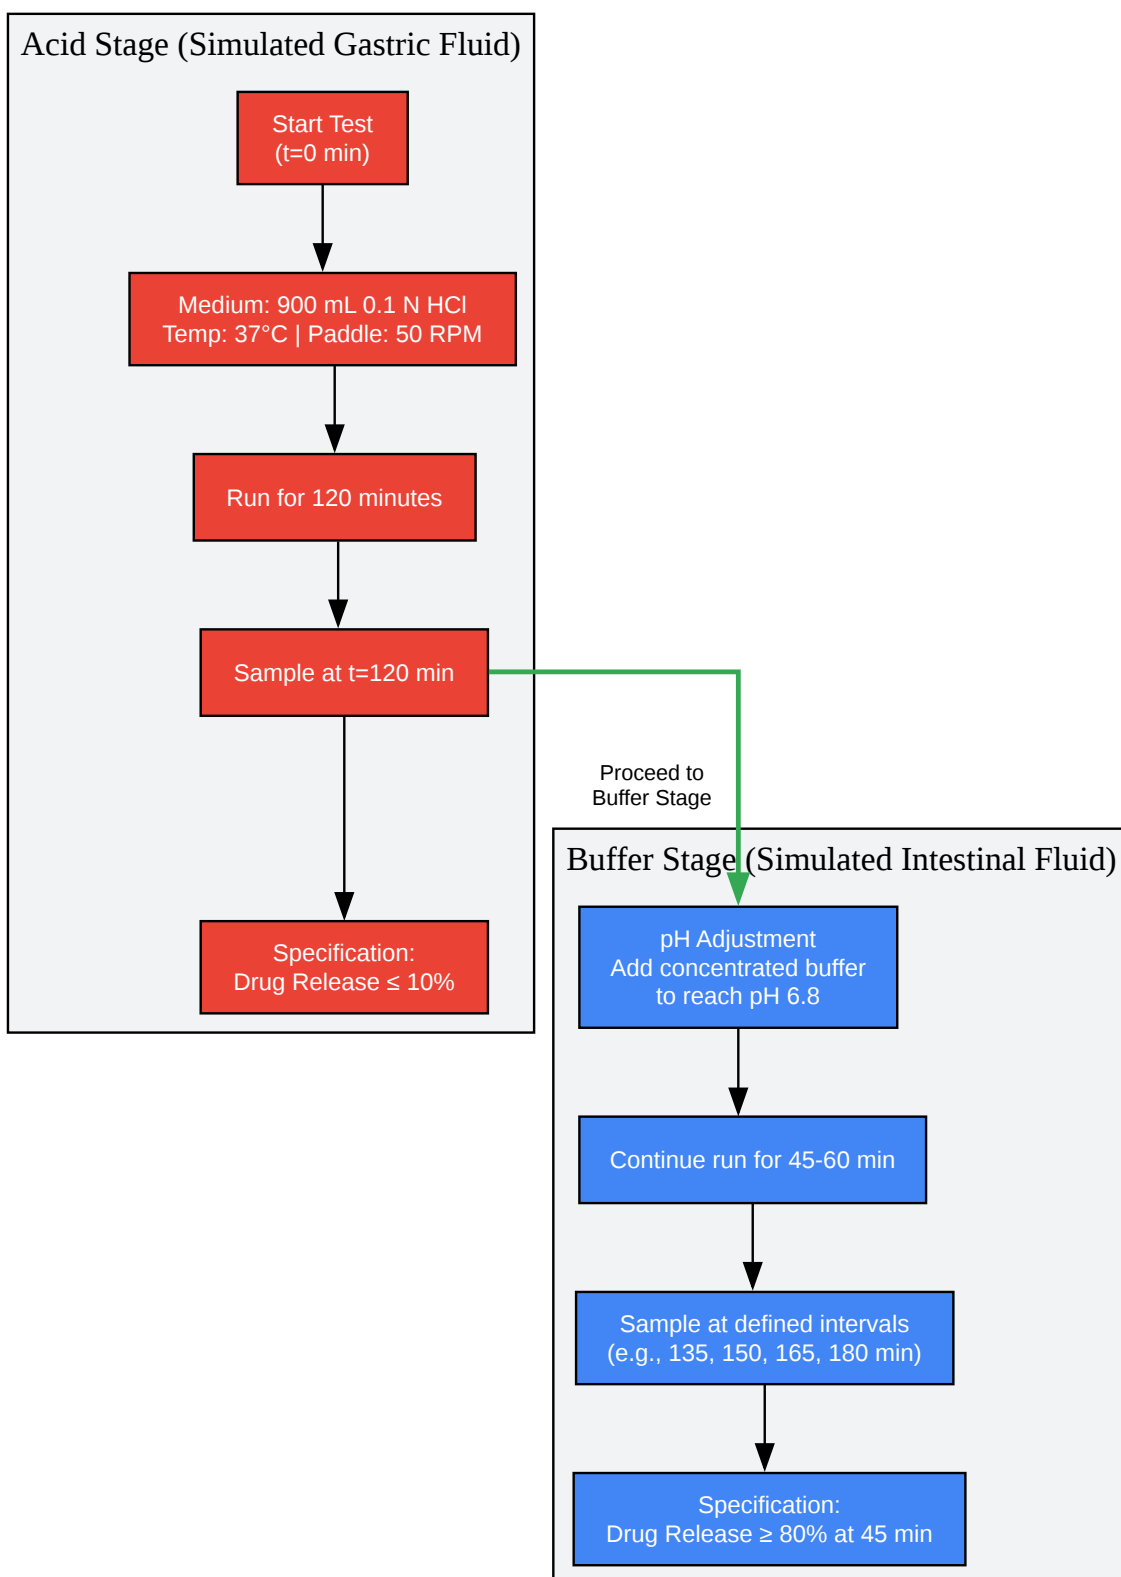 Acid Stage (Simulated Gastric Fluid)
Start Test
(t=0 min)
Medium: 900 mL 0.1 N HCl
Temp: 37°C | Paddle: 50 RPM
Run for 120 minutes
Sample at t=120 min
Specification:
Drug Release ≤ 10%
Proceed to
Buffer Stage
Buffer Stage (Simulated Intestinal Fluid)
pH Adjustment
Add concentrated buffer
to reach pH 6.8
Continue run for 45-60 min
Sample at defined intervals
(e.g., 135, 150, 165, 180 min)
Specification:
Drug Release ≥ 80% at 45 min